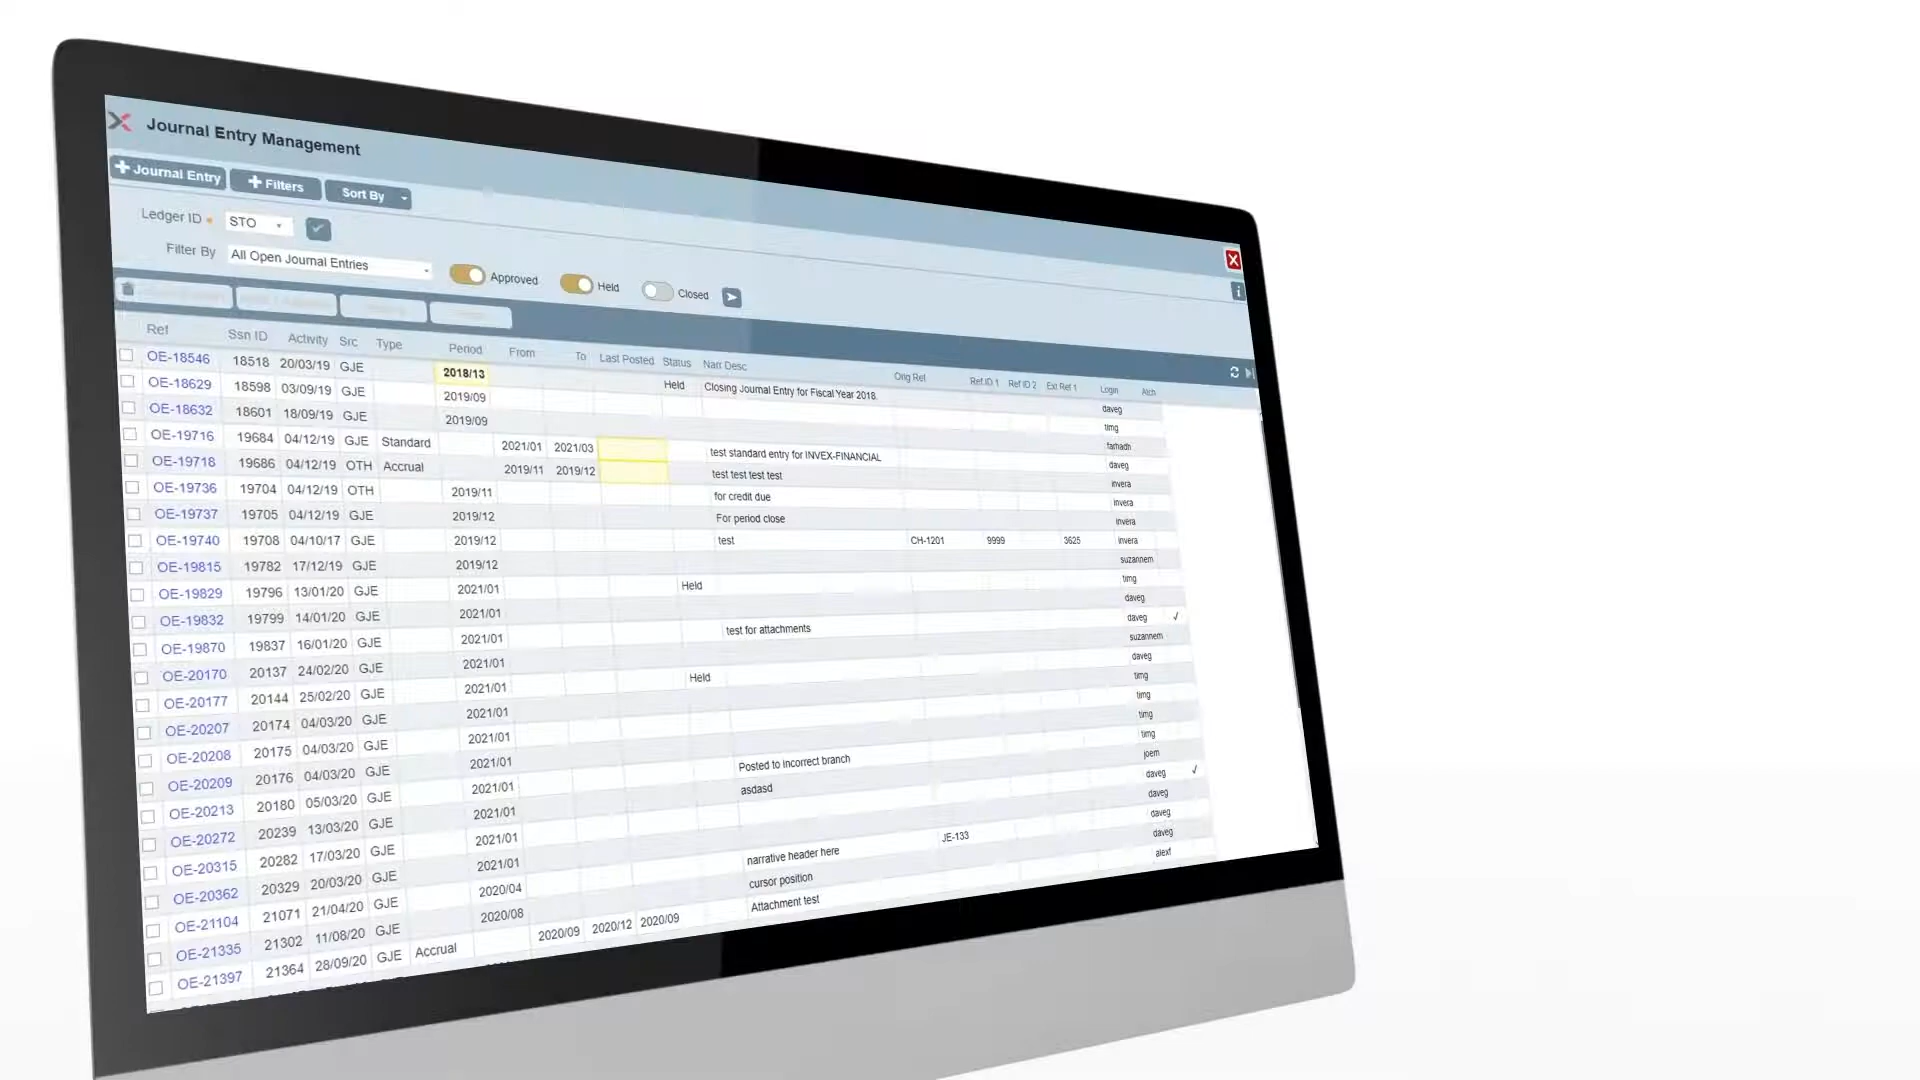 Journal Entry Management
Journal Entry Filters Sort By
Ledger ID STO
Filter By All Open Journal Entries Approved Held Closed
Ref Ssn ID Activity Src Type Period From To Last Posted Status Narr Desc Orig Ref Ref ID 1 Ref ID 2 Ext Ref 1 Login Atch
OE-18546 18518 20/03/19 GJE 2018/13 Held Closing Journal Entry for Fiscal Year 2018. daveg
OE-18629 18598 03/09/19 GJE 2019/09 timg
OE-18632 18601 18/09/19 GJE 2019/09 farhadh
OE-19716 19684 04/12/19 GJE Standard 2021/01 2021/03 test standard entry for INVEX-FINANCIAL daveg
OE-19718 19686 04/12/19 OTH Accrual 2019/11 2019/12 test test test test invera
OE-19736 19704 04/12/19 OTH 2019/11 for credit due invera
OE-19737 19705 04/12/19 GJE 2019/12 For period close invera
OE-19740 19708 04/10/17 GJE 2019/12 test CH-1201 9999 3625 invera
OE-19815 19782 17/12/19 GJE 2019/12 suzannem
OE-19829 19796 13/01/20 GJE 2021/01 Held timg
OE-19832 19799 14/01/20 GJE 2021/01 daveg
OE-19870 19837 16/01/20 GJE 2021/01 test for attachments daveg ✓
OE-20170 20137 24/02/20 GJE 2021/01 suzannem
OE-20177 20144 25/02/20 GJE 2021/01 Held daveg
OE-20207 20174 04/03/20 GJE 2021/01 timg
OE-20208 20175 04/03/20 GJE 2021/01 timg
OE-20209 20176 04/03/20 GJE 2021/01 timg
OE-20213 20180 05/03/20 GJE 2021/01 Posted to Incorrect branch timg
OE-20272 20239 13/03/20 GJE 2021/01 asdasd joem
OE-20315 20282 17/03/20 GJE 2021/01 daveg ✓
OE-20362 20329 20/03/20 GJE 2021/01 daveg
OE-21104 21071 21/04/20 GJE 2020/04 narrative header here JE-133 daveg
OE-21335 21302 11/08/20 GJE 2020/08 cursor position daveg
OE-21397 21364 28/09/20 GJE Accrual 2020/09 2020/12 2020/09 Attachment test alexf